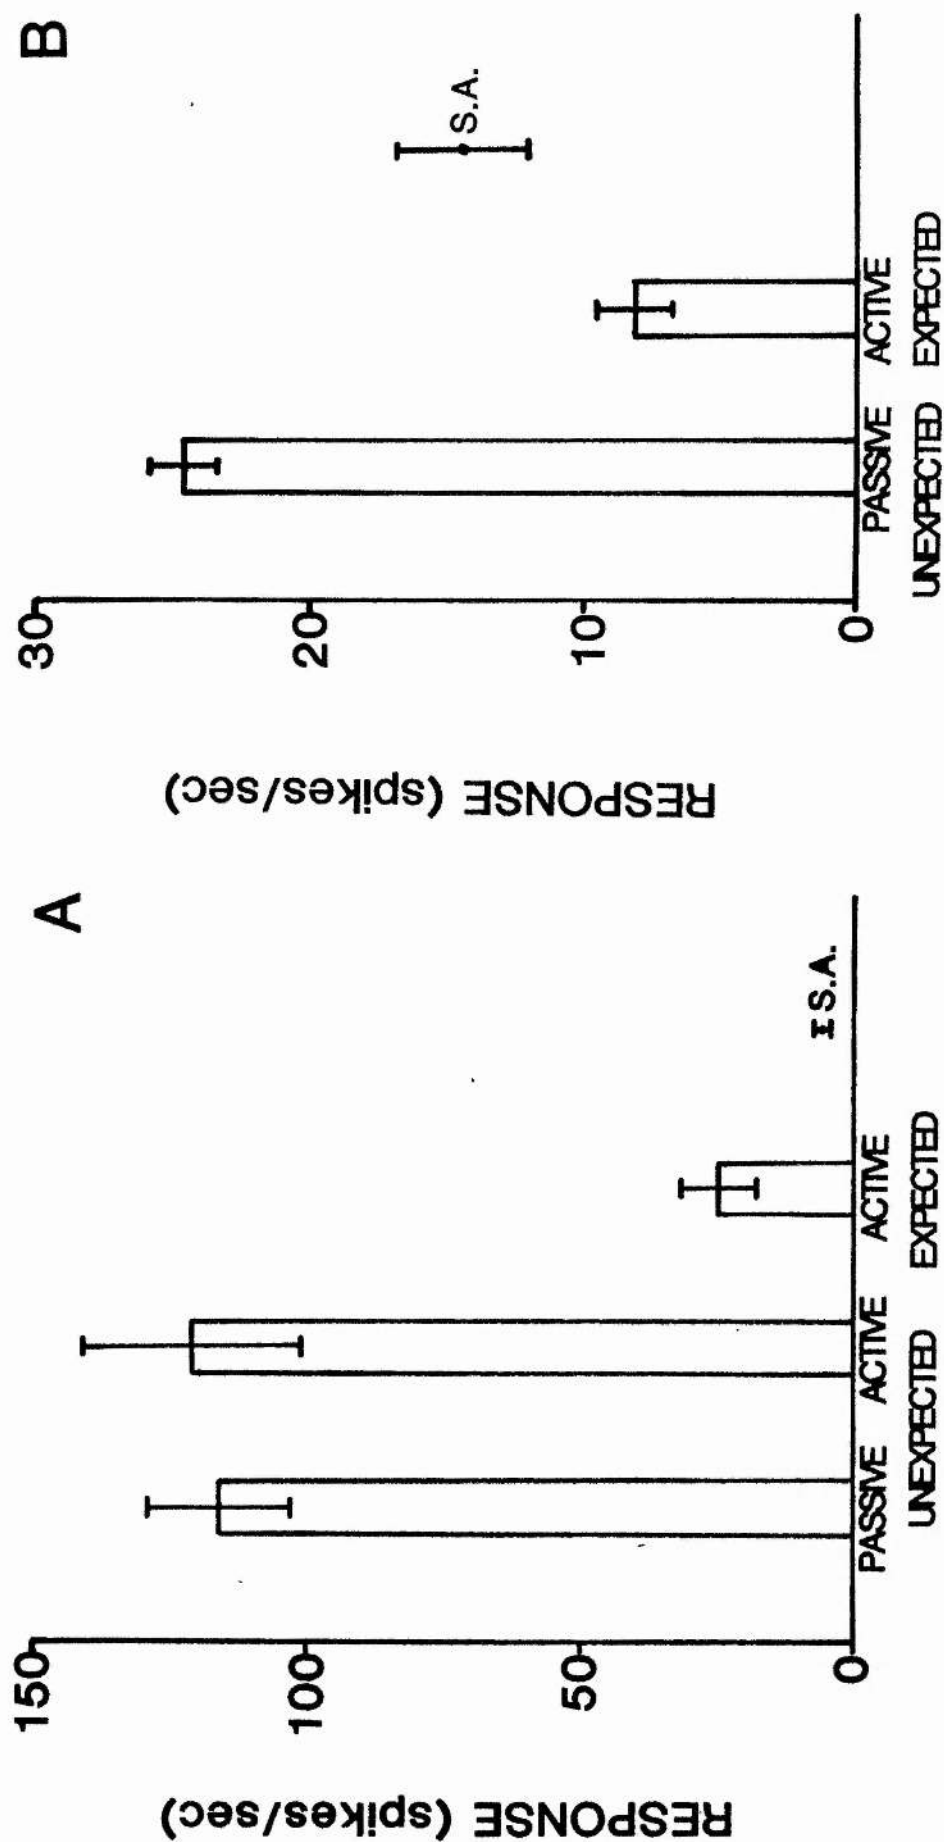 A
RESPONSE (spikes/sec)
150
100
50
0
PASSIVE ACTIVE ACTIVE
UNEXPECTED EXPECTED
S.A.
B
RESPONSE (spikes/sec)
30
20
10
0
PASSIVE ACTIVE
UNEXPECTED EXPECTED
S.A.